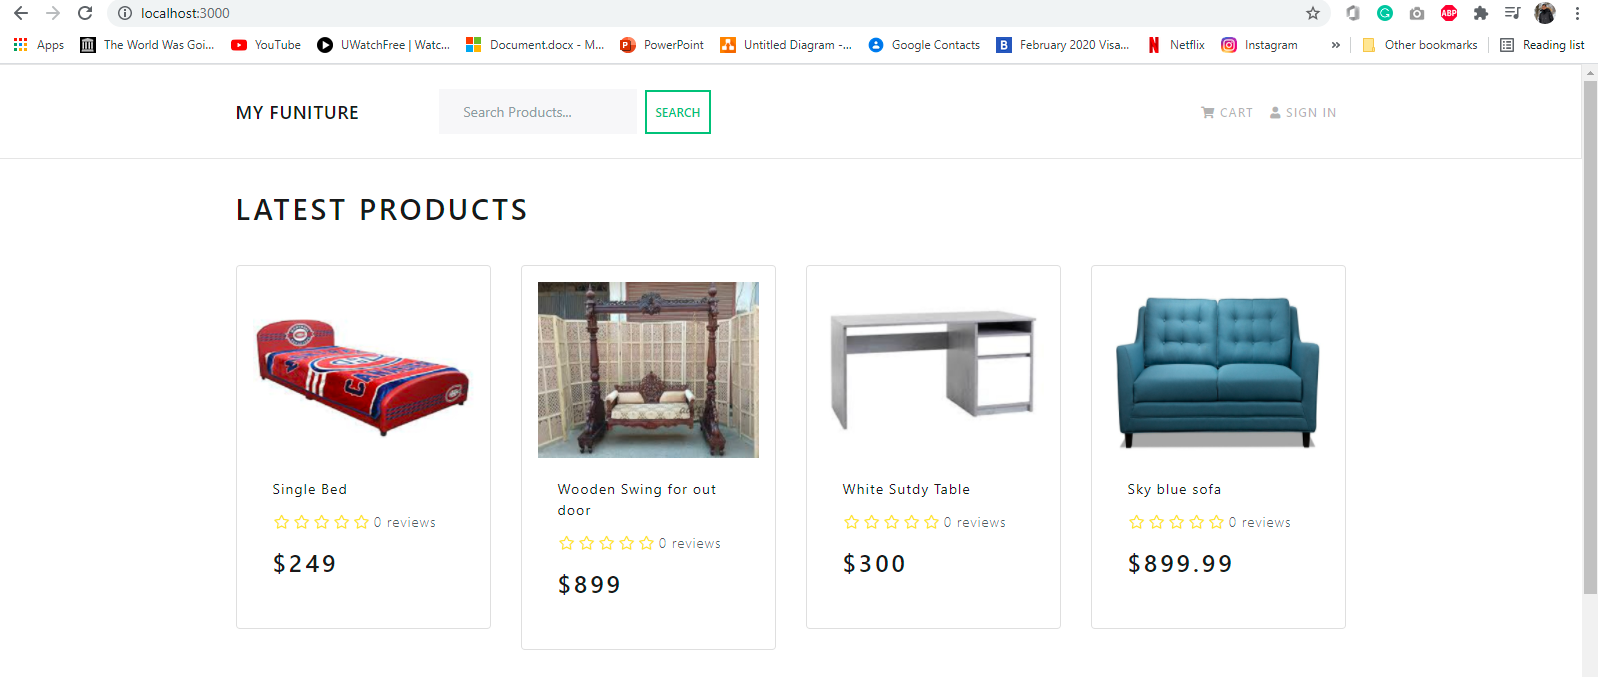 localhost:3000
ABP
Apps The World Was Goi... YouTube UWatchFree | Watc... Document.docx - M... PowerPoint Untitled Diagram -... Google Contacts February 2020 Visa... Netflix Instagram » Other bookmarks Reading list
MY FUNITURE Search Products... SEARCH CART SIGN IN
LATEST PRODUCTS
Single Bed
0 reviews
$249
Wooden Swing for out
door
0 reviews
$899
White Sutdy Table
0 reviews
$300
Sky blue sofa
0 reviews
$899.99